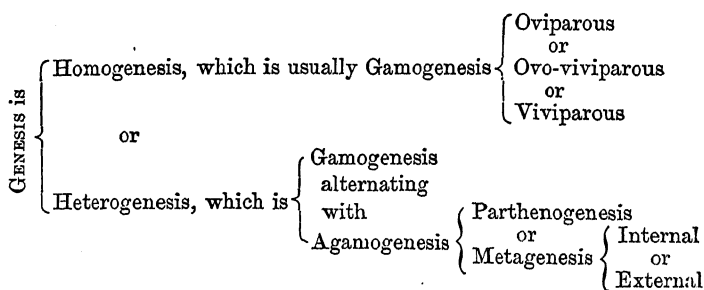 Oviparous
or
Homogenesis, which is usually Gamogenesis Ovo-viviparous
or
Viviparous
GENESIS is
or
Gamogenesis
alternating
Heterogenesis, which is with
Agamogenesis Parthenogenesis
or
Metagenesis Internal
or
External